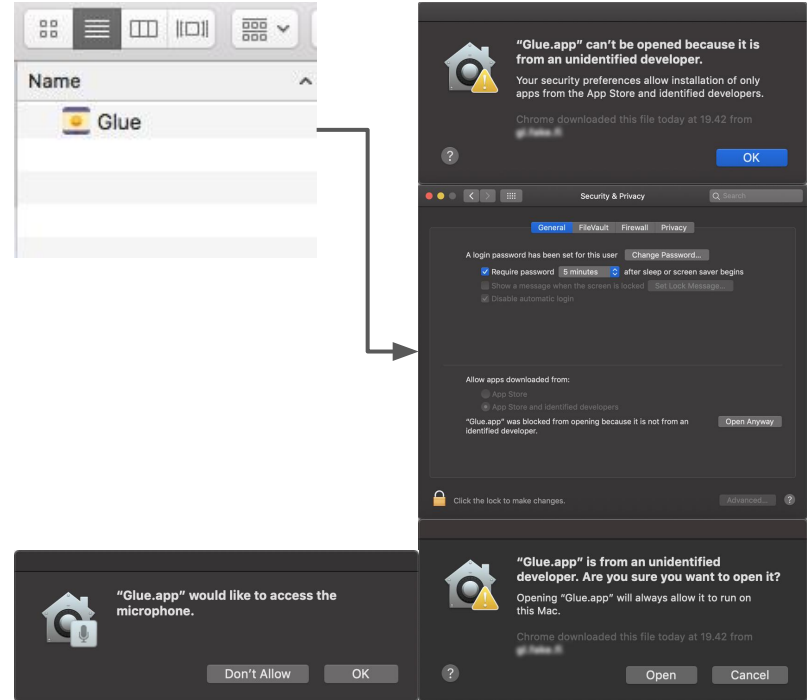 Name
Glue
“Glue.app” can’t be opened because it is
from an unidentified developer.
Your security preferences allow installation of only
apps from the App Store and identified developers.
Chrome downloaded this file today at 19.42 from
?
OK
Security & Privacy
Search
General FileVault Firewall Privacy
A login password has been set for this user Change Password...
Require password 5 minutes after sleep or screen saver begins
Show a message when the screen is locked Set Lock Message...
Disable automatic login
Allow apps downloaded from:
App Store
App Store and identified developers
“Glue.app” was blocked from opening because it is not from an Open Anyway
identified developer.
Click the lock to make changes. Advanced... ?
“Glue.app” would like to access the
microphone.
Don’t Allow OK
“Glue.app” is from an unidentified
developer. Are you sure you want to open it?
Opening “Glue.app” will always allow it to run on
this Mac.
Chrome downloaded this file today at 19.42 from
? Open Cancel